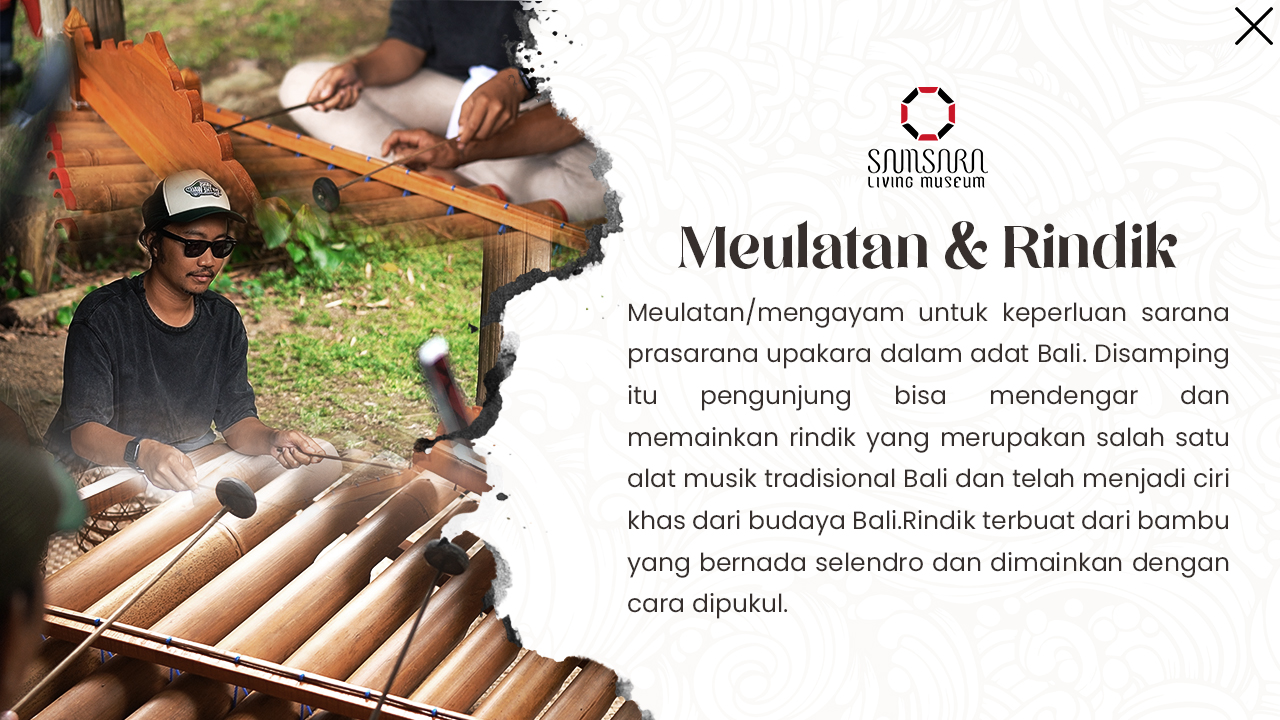 SAMSARA
LIVING MUSEUM
Meulatan & Rindik
Meulatan/mengayam untuk keperluan sarana
prasarana upakara dalam adat Bali. Disamping
itu pengunjung bisa mendengar dan
memainkan rindik yang merupakan salah satu
alat musik tradisional Bali dan telah menjadi ciri
khas dari budaya Bali.Rindik terbuat dari bambu
yang bernada selendro dan dimainkan dengan
cara dipukul.